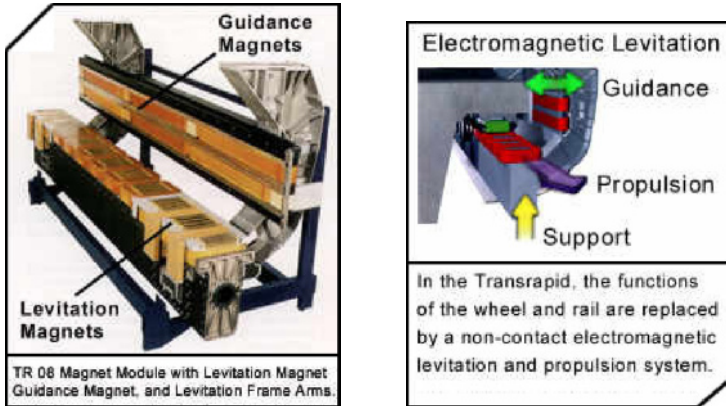 Guidance
Magnets
Levitation
Magnets
TR 08 Magnet Module with Levitation Magnet
Guidance Magnet, and Levitation Frame Arms.
Electromagnetic Levitation
Guidance
Propulsion
Support
In the Transrapid, the functions
of the wheel and rail are replaced
by a non-contact electromagnetic
levitation and propulsion system.